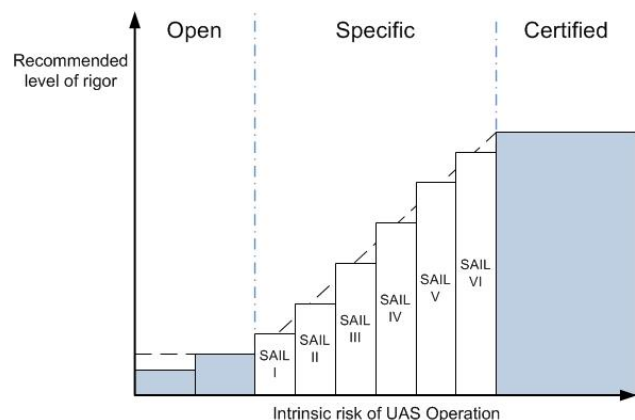 Open
Specific
Certified
Recommended
level of rigor
SAIL
I
SAIL
II
SAIL
III
SAIL
IV
SAIL
V
SAIL
VI
Intrinsic risk of UAS Operation